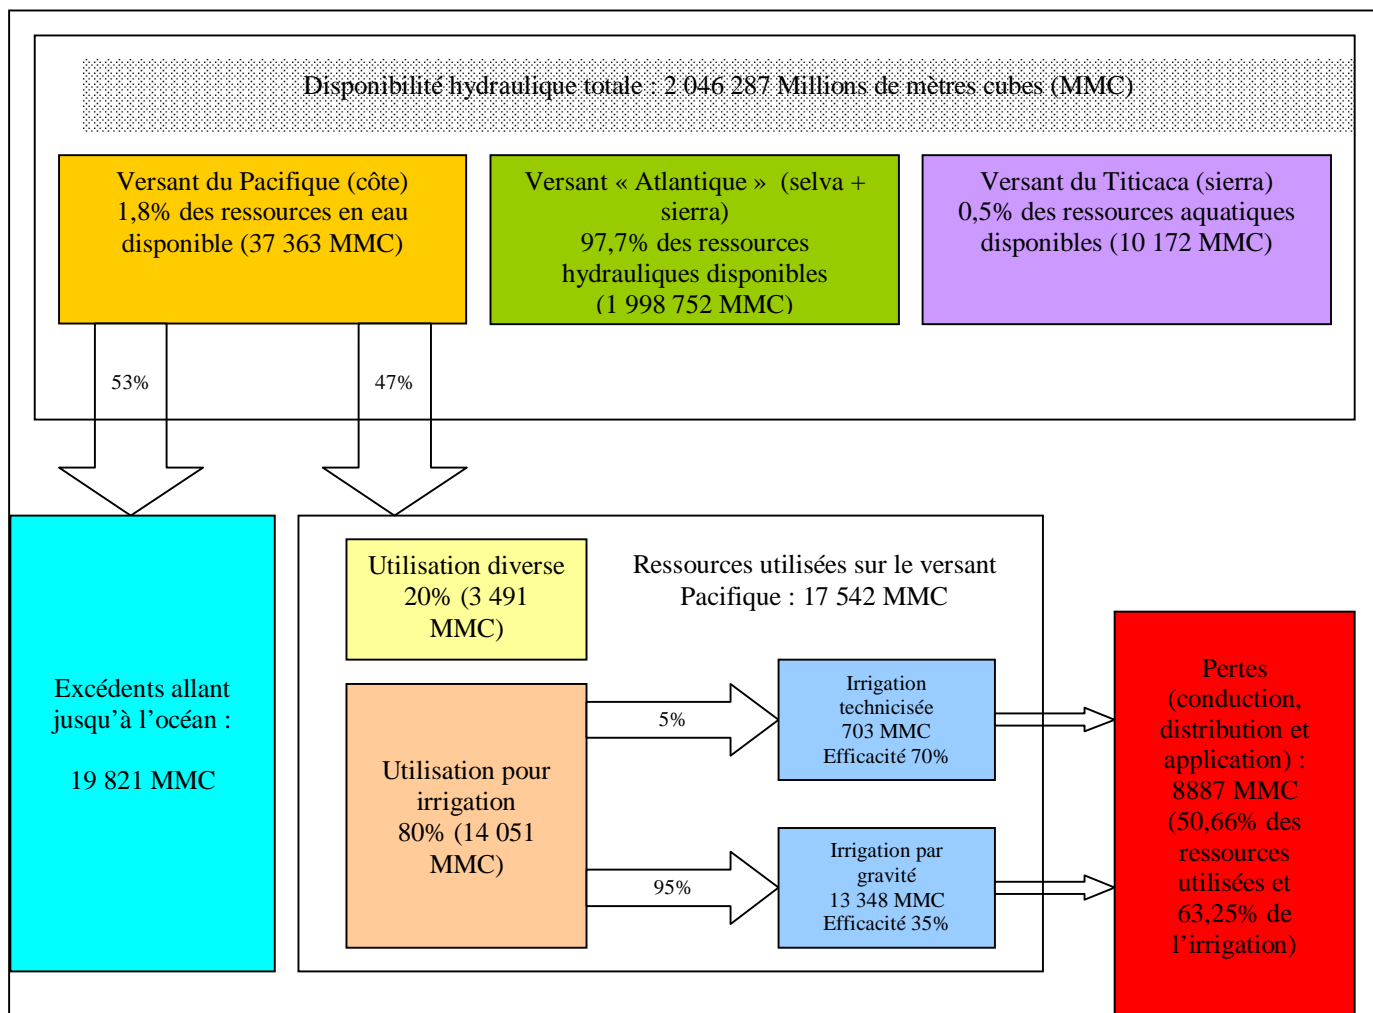 Disponibilité hydraulique totale : 2 046 287 Millions de mètres cubes (MMC)
Versant du Pacifique (côte)
1,8% des ressources en eau
disponible (37 363 MMC)
Versant « Atlantique » (selva +
sierra)
97,7% des ressources
hydrauliques disponibles
(1 998 752 MMC)
Versant du Titicaca (sierra)
0,5% des ressources aquatiques
disponibles (10 172 MMC)
53%
47%
Excédents allant
jusqu’à l’océan :
19 821 MMC
Utilisation diverse
20% (3 491
MMC)
Ressources utilisées sur le versant
Pacifique : 17 542 MMC
Utilisation pour
irrigation
80% (14 051
MMC)
5%
Irrigation
technicisée
703 MMC
Efficacité 70%
95%
Irrigation par
gravité
13 348 MMC
Efficacité 35%
Pertes
(conduction,
distribution et
application) :
8887 MMC
(50,66% des
ressources
utilisées et
63,25% de
l’irrigation)